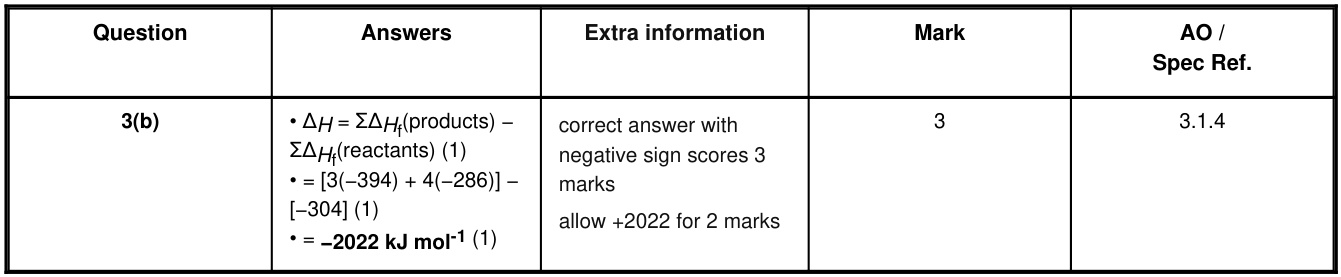 Question Answers Extra information Mark AO /
Spec Ref.
3(b)
• ΔH = ΣΔHf(products) −
ΣΔHf(reactants) (1)
• = [3(−394) + 4(−286)] −
[−304] (1)
• = −2022 kJ mol-1 (1)
correct answer with
negative sign scores 3
marks
allow +2022 for 2 marks
3
3.1.4